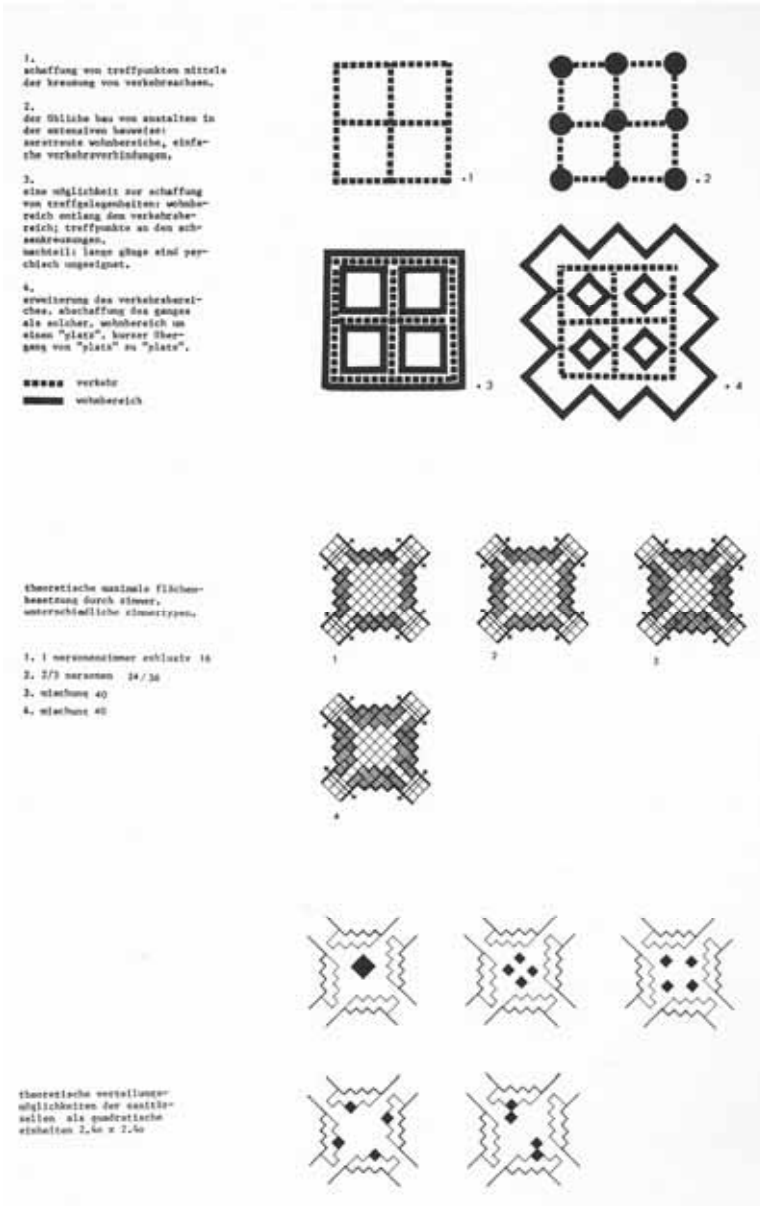 1.
schaffung von treffpunkten mittels
der kreuzung von verkehrsachsen.
2.
der übliche bau von anstalten in
der extensiven bauweise:
zerstreute wohnbereiche, einfa-
che verkehrsverbindungen.
3.
eine möglichkeit zur schaffung
von treffgelegenheiten: wohnbe-
reich entlang dem verkehrsbe-
reich; treffpunkte an den ach-
senkreuzungen.
nachteil: lange gänge sind psy-
chisch ungeeignet.
4.
erweiterung des verkehrsberei-
ches. abschaffung des ganges
als solcher. wohnbereich um
einen "platz". kurzer über-
gang von "platz" zu "platz".
verkehr
wohnbereich
.1
.2
.3
.4
theoretische maximale flächen-
besetzung durch zimmer.
unterschiedliche zimmertypen.
1. 1 personenzimmer exklusiv 16
2. 2/3 personen 24/36
3. mischung 40
4. mischung 40
1
2
3
4
theoretische verteilungs-
möglichkeiten der sanitär-
zellen als quadratische
einheiten 2,40 x 2,40